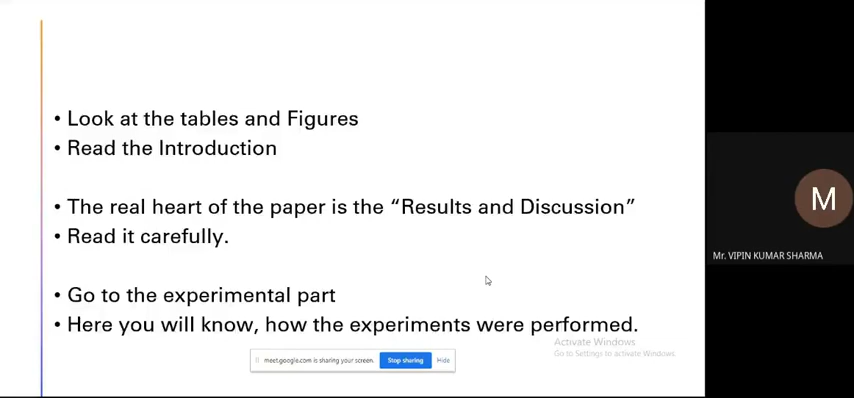 • Look at the tables and Figures
• Read the Introduction
• The real heart of the paper is the “Results and Discussion”
• Read it carefully.
• Go to the experimental part
• Here you will know, how the experiments were performed.
M
Mr. VIPIN KUMAR SHARMA
Activate Windows
Go to Settings to activate Windows.
meet.google.com is sharing your screen.
Stop sharing
Hide